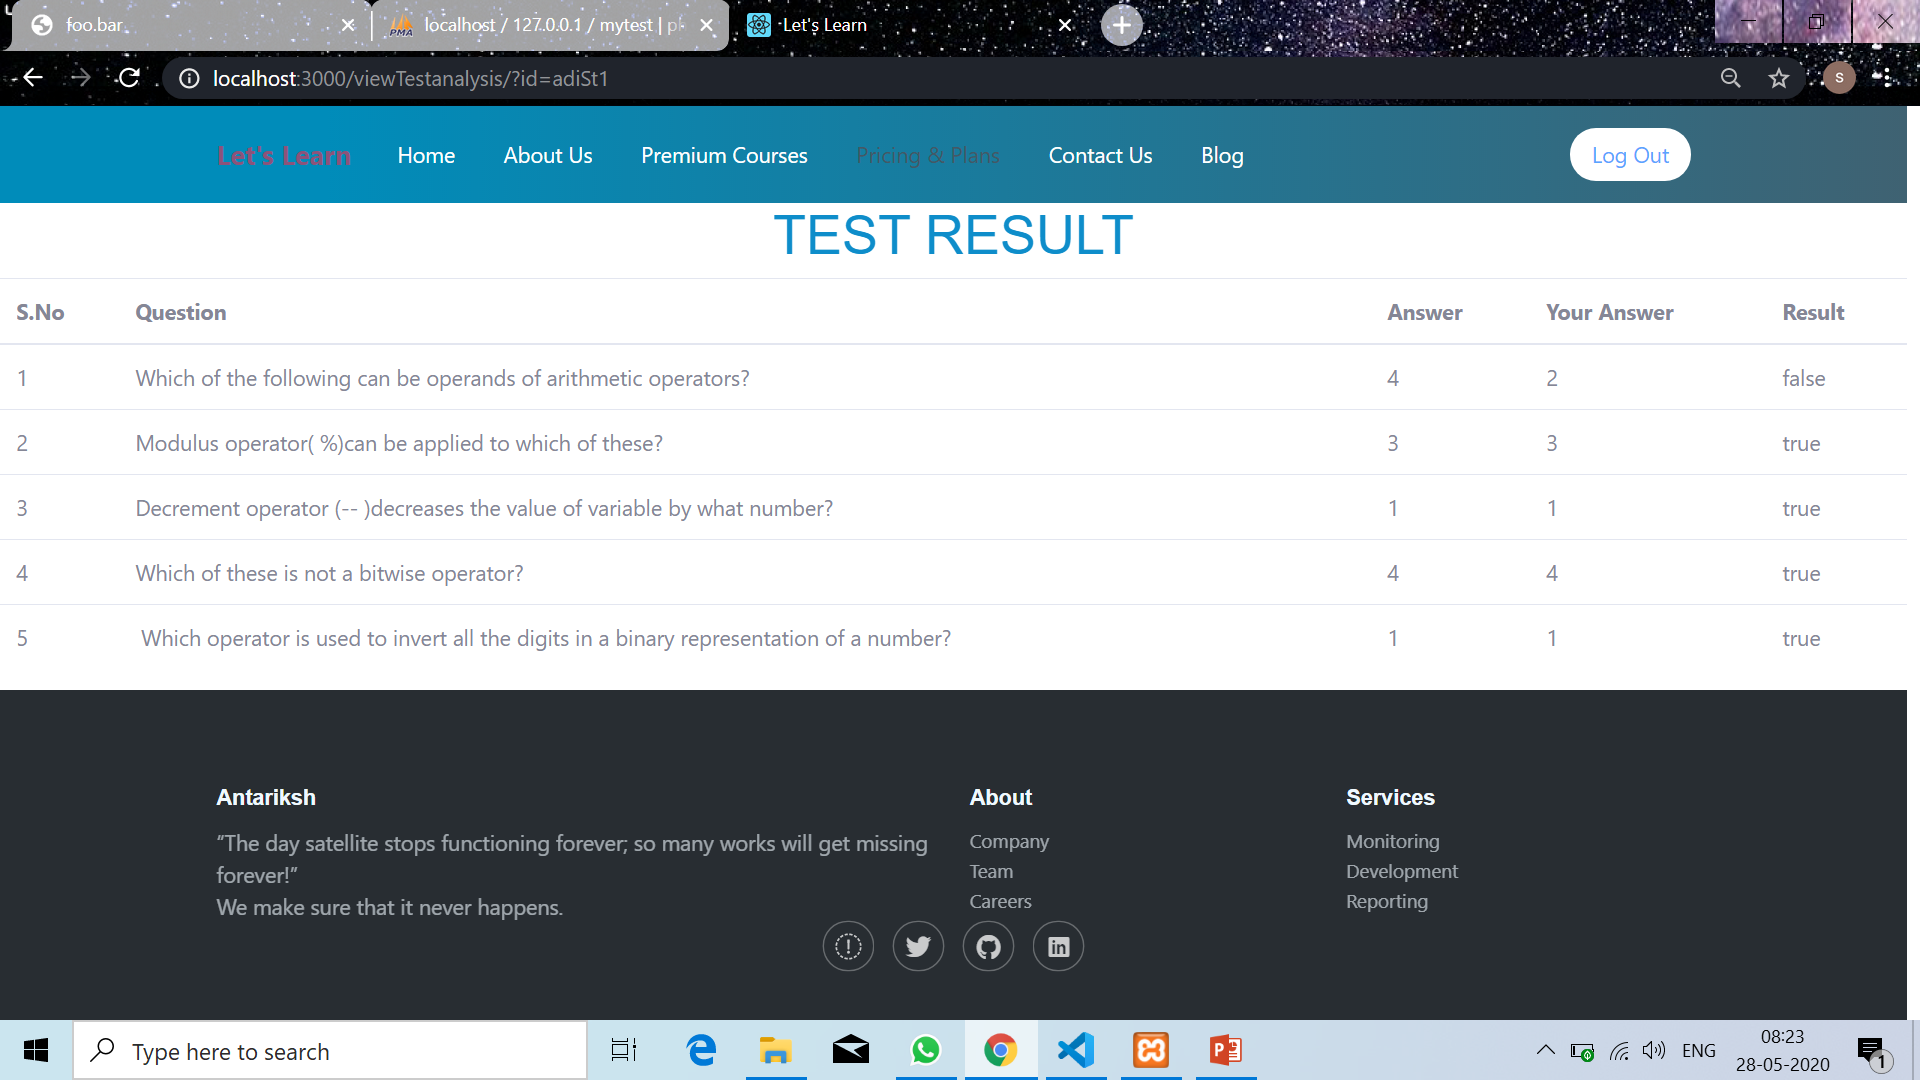 foo.bar
localhost / 127.0.0.1 / mytest | p
Let's Learn
localhost:3000/viewTestanalysis/?id=adiSt1
S
Let's Learn Home About Us Premium Courses Pricing & Plans Contact Us Blog Log Out
TEST RESULT
S.No Question Answer Your Answer Result
1 Which of the following can be operands of arithmetic operators? 4 2 false
2 Modulus operator( %)can be applied to which of these? 3 3 true
3 Decrement operator (-- )decreases the value of variable by what number? 1 1 true
4 Which of these is not a bitwise operator? 4 4 true
5 Which operator is used to invert all the digits in a binary representation of a number? 1 1 true
Antariksh
“The day satellite stops functioning forever; so many works will get missing
forever!”
We make sure that it never happens.
About
Company
Team
Careers
Services
Monitoring
Development
Reporting
Type here to search
ENG
08:23
28-05-2020
1